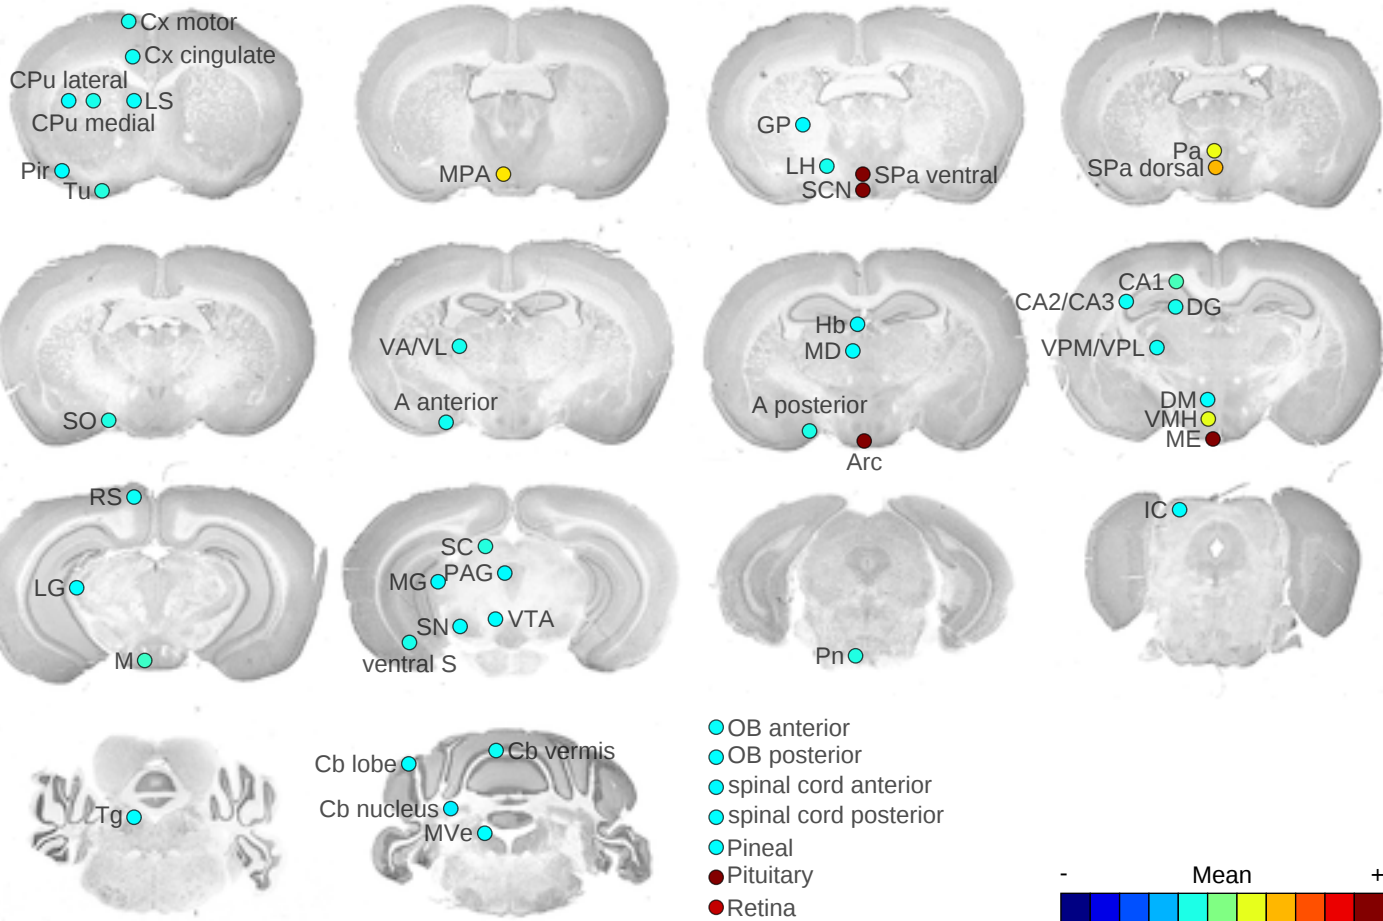 Cx motor
Cx cingulate
CPu lateral
LS
CPu medial
Pir
Tu
MPA
GP
LH
SPa ventral
SCN
Pa
SPa dorsal
SO
VA/VL
A anterior
Hb
MD
A posterior
Arc
CA1
CA2/CA3
DG
VPM/VPL
DM
VMH
ME
RS
LG
M
SC
MG
PAG
SN
VTA
ventral S
Pn
IC
Tg
Cb lobe
Cb vermis
Cb nucleus
MVe
OB anterior
OB posterior
spinal cord anterior
spinal cord posterior
Pineal
Pituitary
Retina
- Mean +